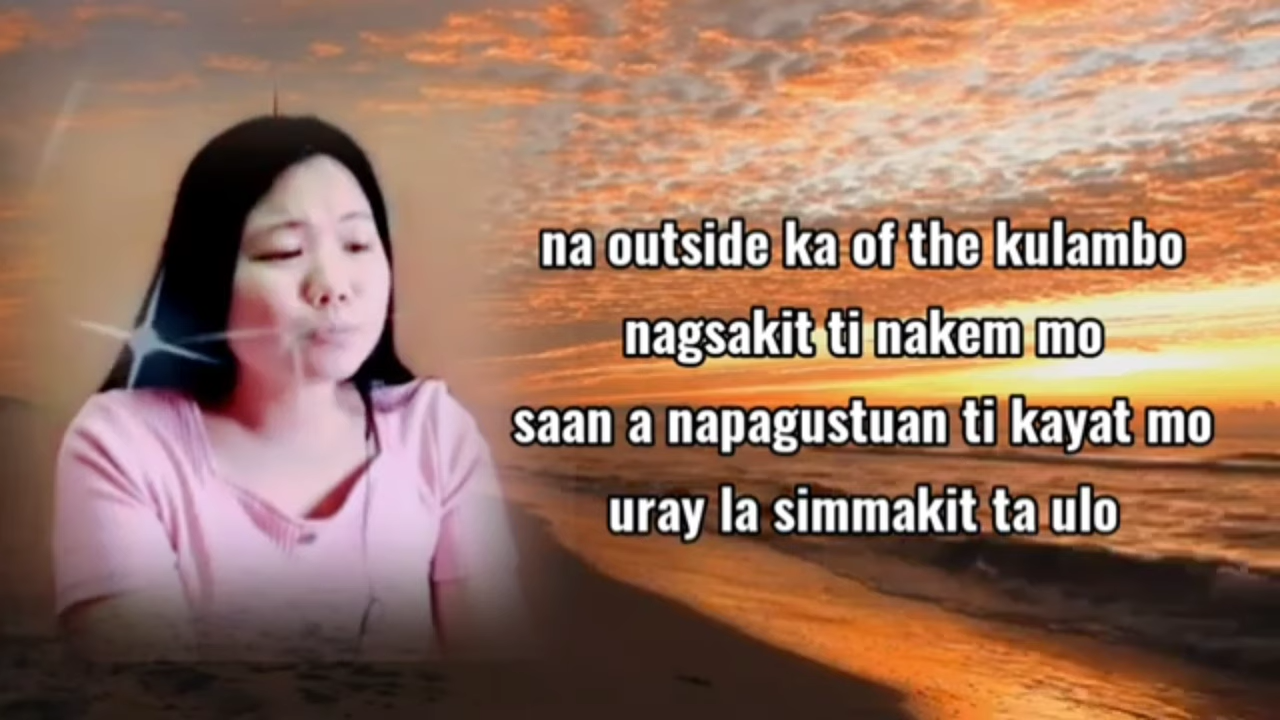 na outside ka of the kulambo
nagsakit ti nakem mo
saan a napagustuan ti kayat mo
uray la simmakit ta ulo